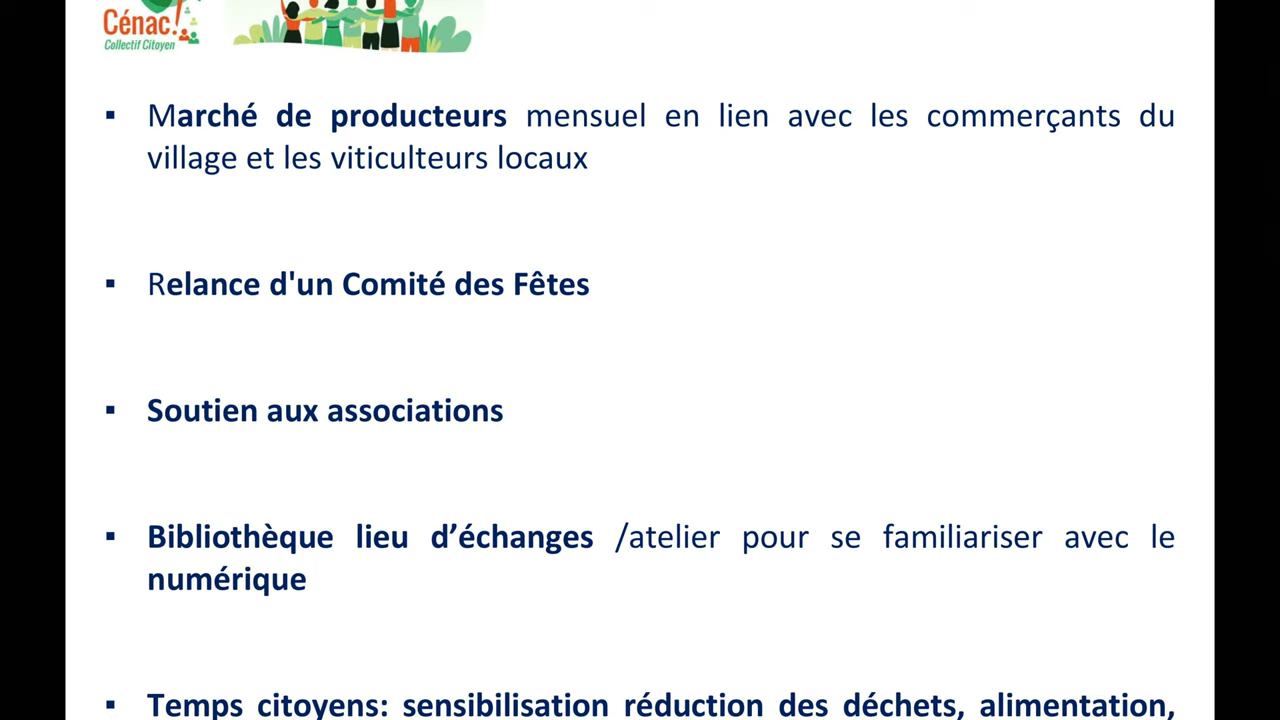 Cénac!
Collectif Citoyen
▪ Marché de producteurs mensuel en lien avec les commerçants du
village et les viticulteurs locaux
▪ Relance d'un Comité des Fêtes
▪ Soutien aux associations
▪ Bibliothèque lieu d’échanges /atelier pour se familiariser avec le
numérique
▪ Temps citoyens: sensibilisation réduction des déchets, alimentation,